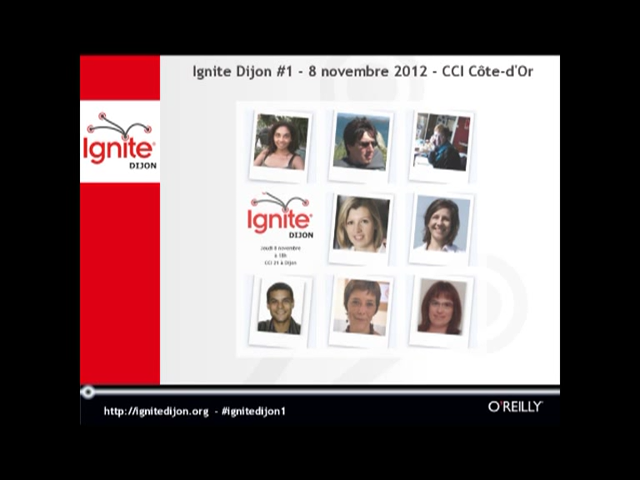 Ignite Dijon #1 - 8 novembre 2012 - CCI Côte-d'Or
Ignite
DIJON
Ignite
DIJON
Jeudi 8 novembre
à 18h
CCI 21 à Dijon
http://ignitedijon.org - #ignitedijon1
O'REILLY